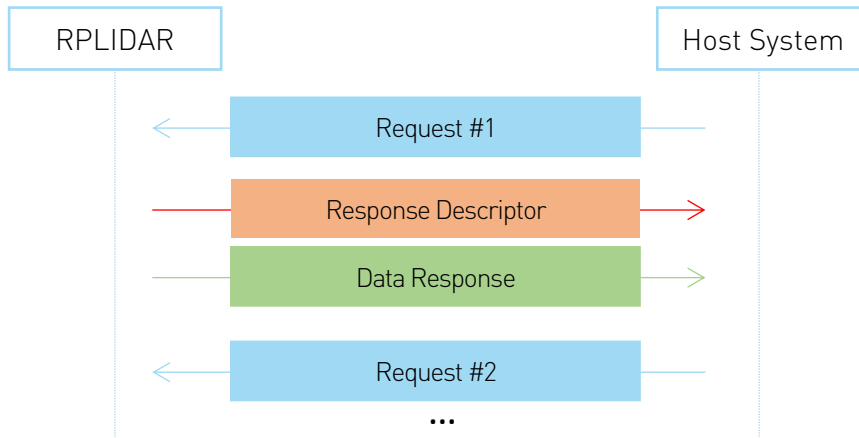 RPLIDAR
Host System
Request #1
Response Descriptor
Data Response
Request #2
...